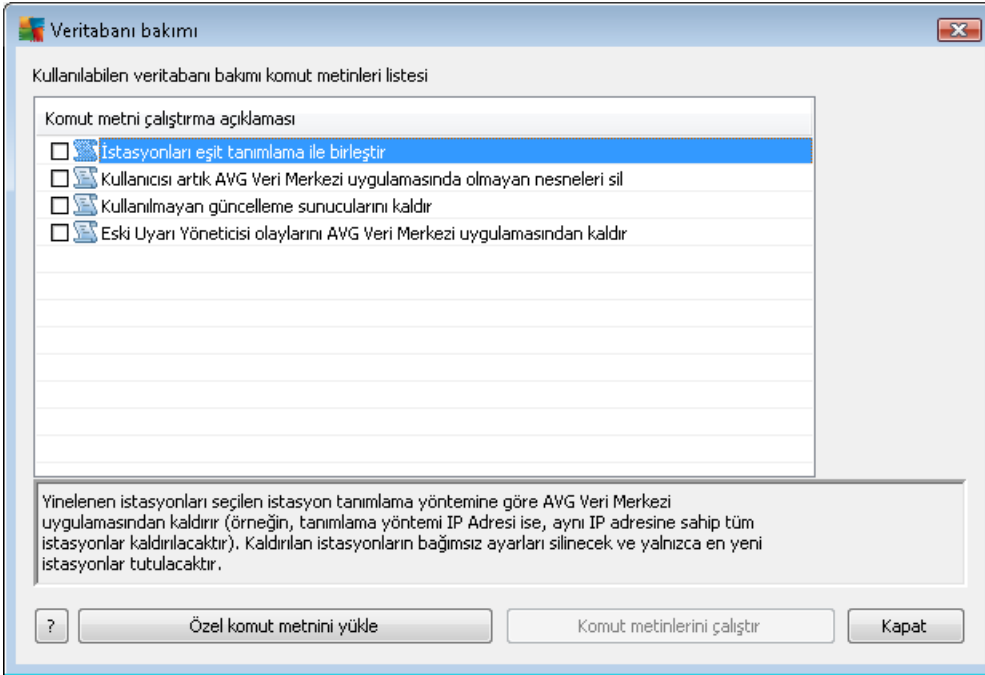 Veritabanı bakımı
Kullanılabilen veritabanı bakımı komut metinleri listesi
Komut metni çalıştırma açıklaması
İstasyonları eşit tanımlama ile birleştir
Kullanıcısı artık AVG Veri Merkezi uygulamasında olmayan nesneleri sil
Kullanılmayan güncelleme sunucularını kaldır
Eski Uyarı Yöneticisi olaylarını AVG Veri Merkezi uygulamasından kaldır
Yinelenen istasyonları seçilen istasyon tanımlama yöntemine göre AVG Veri Merkezi
uygulamasından kaldırır (örneğin, tanımlama yöntemi IP Adresi ise, aynı IP adresine sahip tüm
istasyonlar kaldırılacaktır). Kaldırılan istasyonların bağımsız ayarları silinecek ve yalnızca en yeni
istasyonlar tutulacaktır.
? Özel komut metnini yükle Komut metinlerini çalıştır Kapat